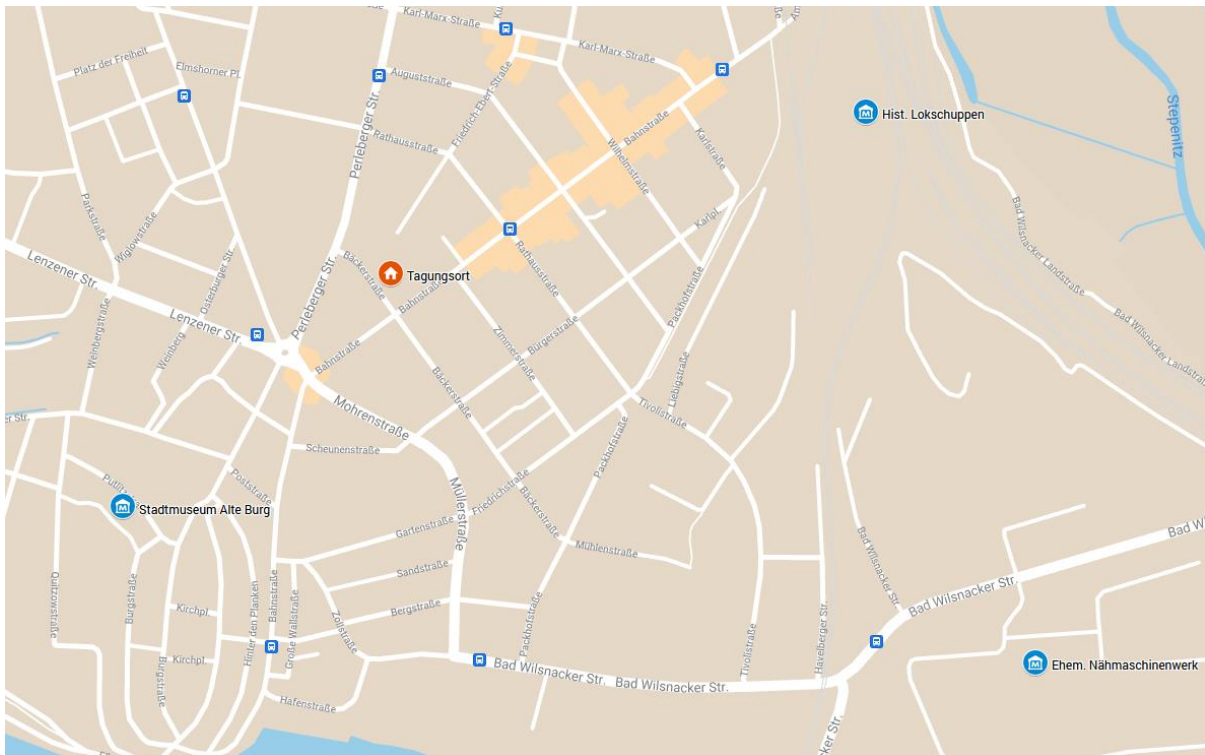 Karl-Marx-Straße
Karl-Marx-Straße
Platz der Freiheit
Elmshorner Pl.
Auguststraße
Friedrich-Ebert-Straße
Perleberger Str.
Rathausstraße
Bahnstraße
Wilhelmstraße
Karlstraße
Hist. Lokschuppen
Stepenitz
Parkstraße
Wiglowstraße
Osterburger Str.
Lenzener Str.
Lenzener Str.
Perleberger Str.
Bäckerstraße
Tagungsort
Bahnstraße
Rathausstraße
Karlpl.
Packhofstraße
Bad Wilsnacker Landstraße
Bad Wilsnacker Landstraße
Weinbergstraße
Weinberg
Bahnstraße
Zimmerstraße
Bürgerstraße
Bäckerstraße
Liebigstraße
Tivolistraße
Mohrenstraße
Scheunenstraße
Packhofstraße
Poststraße
Stadtmuseum Alte Burg
Müllerstraße
Friedrichstraße
Bäckerstraße
Gartenstraße
Mühlenstraße
Sandstraße
Bergstraße
Quitzowstraße
Burgstraße
Kirchpl.
Hinter den Planken
Bahnstraße
Große Wallstraße
Zollstraße
Packhofstraße
Tivolistraße
Havelberger Str.
Bad Wilsnacker Str.
Bad Wilsnacker Str.
Kirchpl.
Burgstraße
Hafenstraße
Bad Wilsnacker Str.
Bad Wilsnacker Str.
Ehem. Nähmaschinenwerk